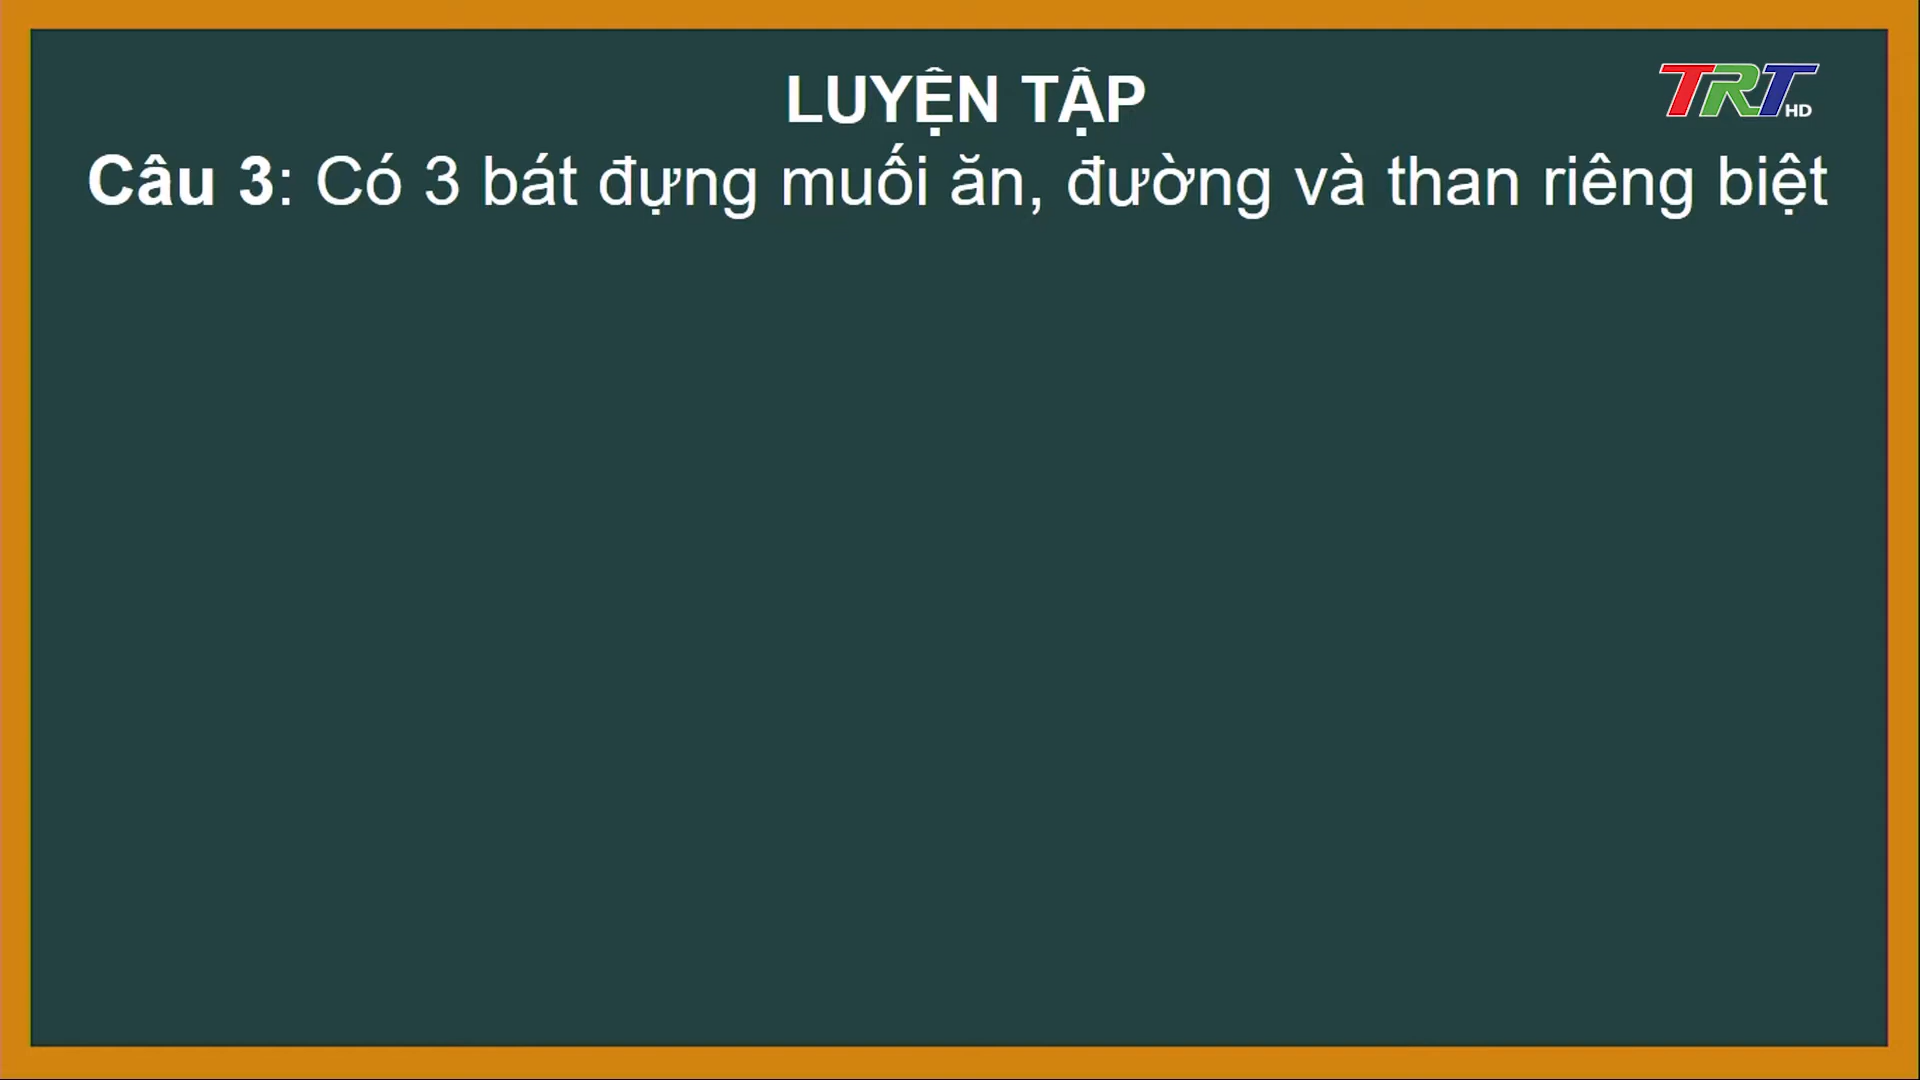 LUYỆN TẬP
TRT HD
Câu 3: Có 3 bát đựng muối ăn, đường và than riêng biệt